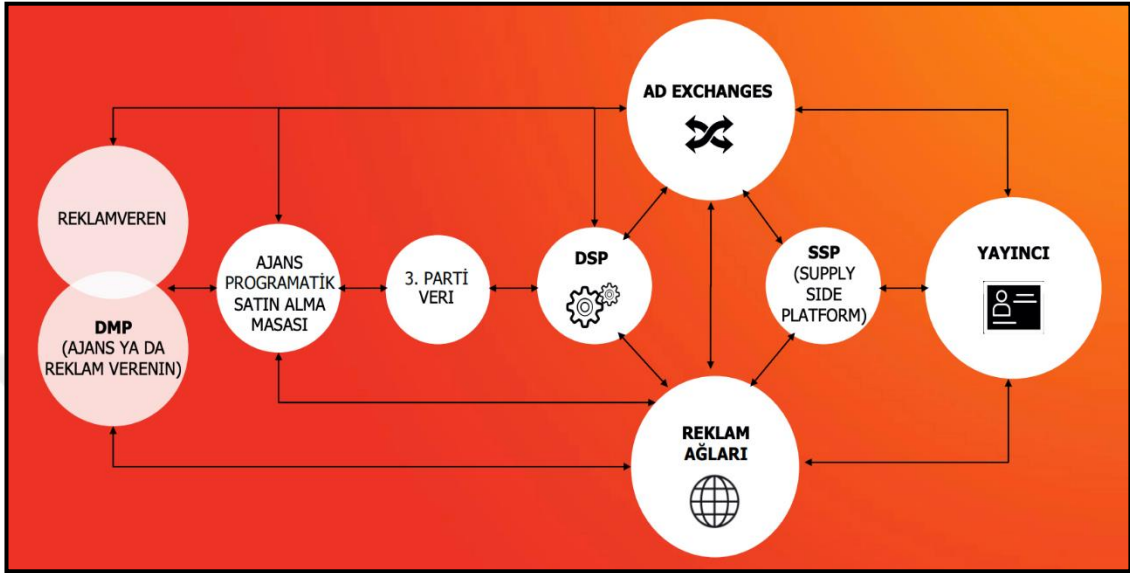 AD EXCHANGES
REKLAMVEREN
DMP
(AJANS YA DA
REKLAM VERENIN)
AJANS
PROGRAMATİK
SATIN ALMA
MASASI
3. PARTİ
VERI
DSP
SSP
(SUPPLY
SIDE
PLATFORM)
YAYINCI
REKLAM
AĞLARI